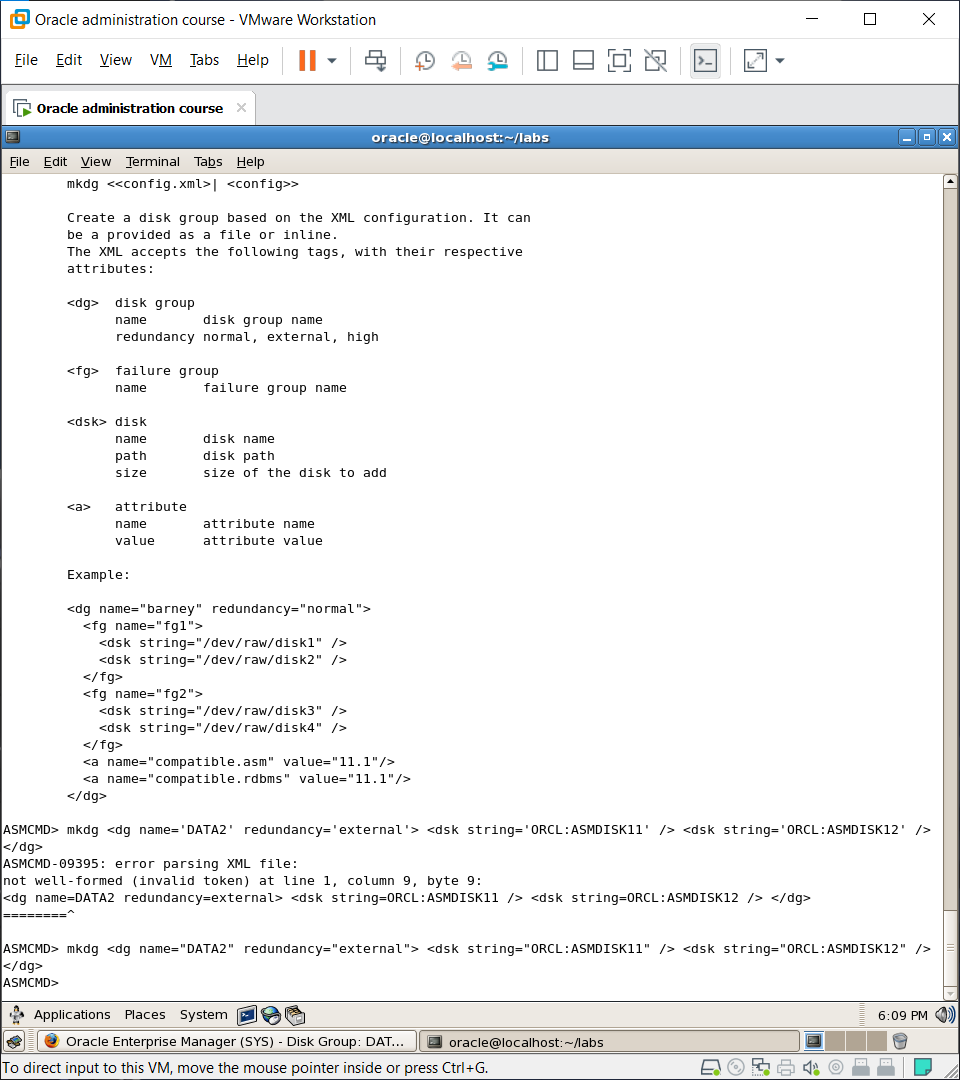 Oracle administration course - VMware Workstation
File Edit View VM Tabs Help
Oracle administration course
oracle@localhost:~/labs
File Edit View Terminal Tabs Help
mkdg <<config.xml>| <config>>
Create a disk group based on the XML configuration. It can
be a provided as a file or inline.
The XML accepts the following tags, with their respective
attributes:
<dg>  disk group
name       disk group name
redundancy normal, external, high
<fg>  failure group
name       failure group name
<dsk> disk
name       disk name
path       disk path
size       size of the disk to add
<a>   attribute
name       attribute name
value      attribute value
Example:
<dg name="barney" redundancy="normal">
<fg name="fg1">
<dsk string="/dev/raw/disk1" />
<dsk string="/dev/raw/disk2" />
</fg>
<fg name="fg2">
<dsk string="/dev/raw/disk3" />
<dsk string="/dev/raw/disk4" />
</fg>
<a name="compatible.asm" value="11.1"/>
<a name="compatible.rdbms" value="11.1"/>
</dg>
ASMCMD> mkdg <dg name='DATA2' redundancy='external'> <dsk string='ORCL:ASMDISK11' /> <dsk string='ORCL:ASMDISK12' />
</dg>
ASMCMD-09395: error parsing XML file:
not well-formed (invalid token) at line 1, column 9, byte 9:
<dg name=DATA2 redundancy=external> <dsk string=ORCL:ASMDISK11 /> <dsk string=ORCL:ASMDISK12 /> </dg>
========^
ASMCMD> mkdg <dg name="DATA2" redundancy="external"> <dsk string="ORCL:ASMDISK11" /> <dsk string="ORCL:ASMDISK12" />
</dg>
ASMCMD>
Applications Places System 6:09 PM
Oracle Enterprise Manager (SYS) - Disk Group: DAT... oracle@localhost:~/labs
To direct input to this VM, move the mouse pointer inside or press Ctrl+G.